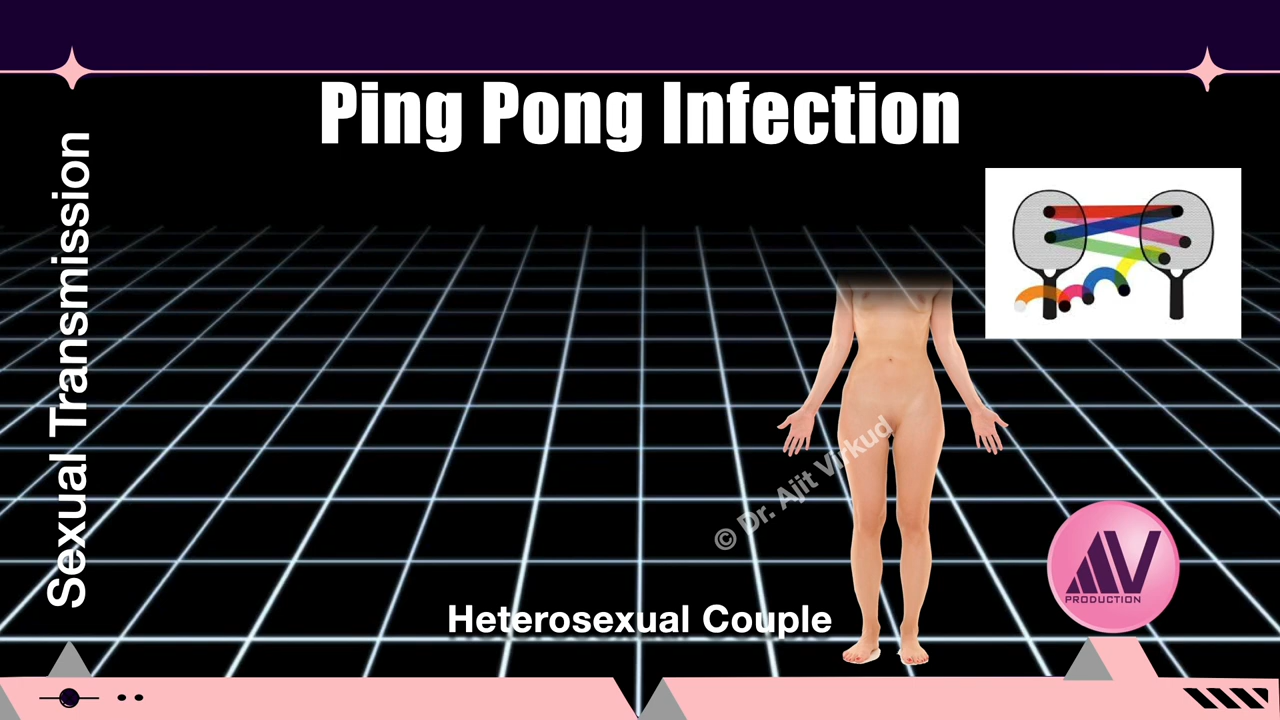 Ping Pong Infection
Sexual Transmission
© Dr. Ajit Virkud
Heterosexual Couple
AV
PRODUCTION